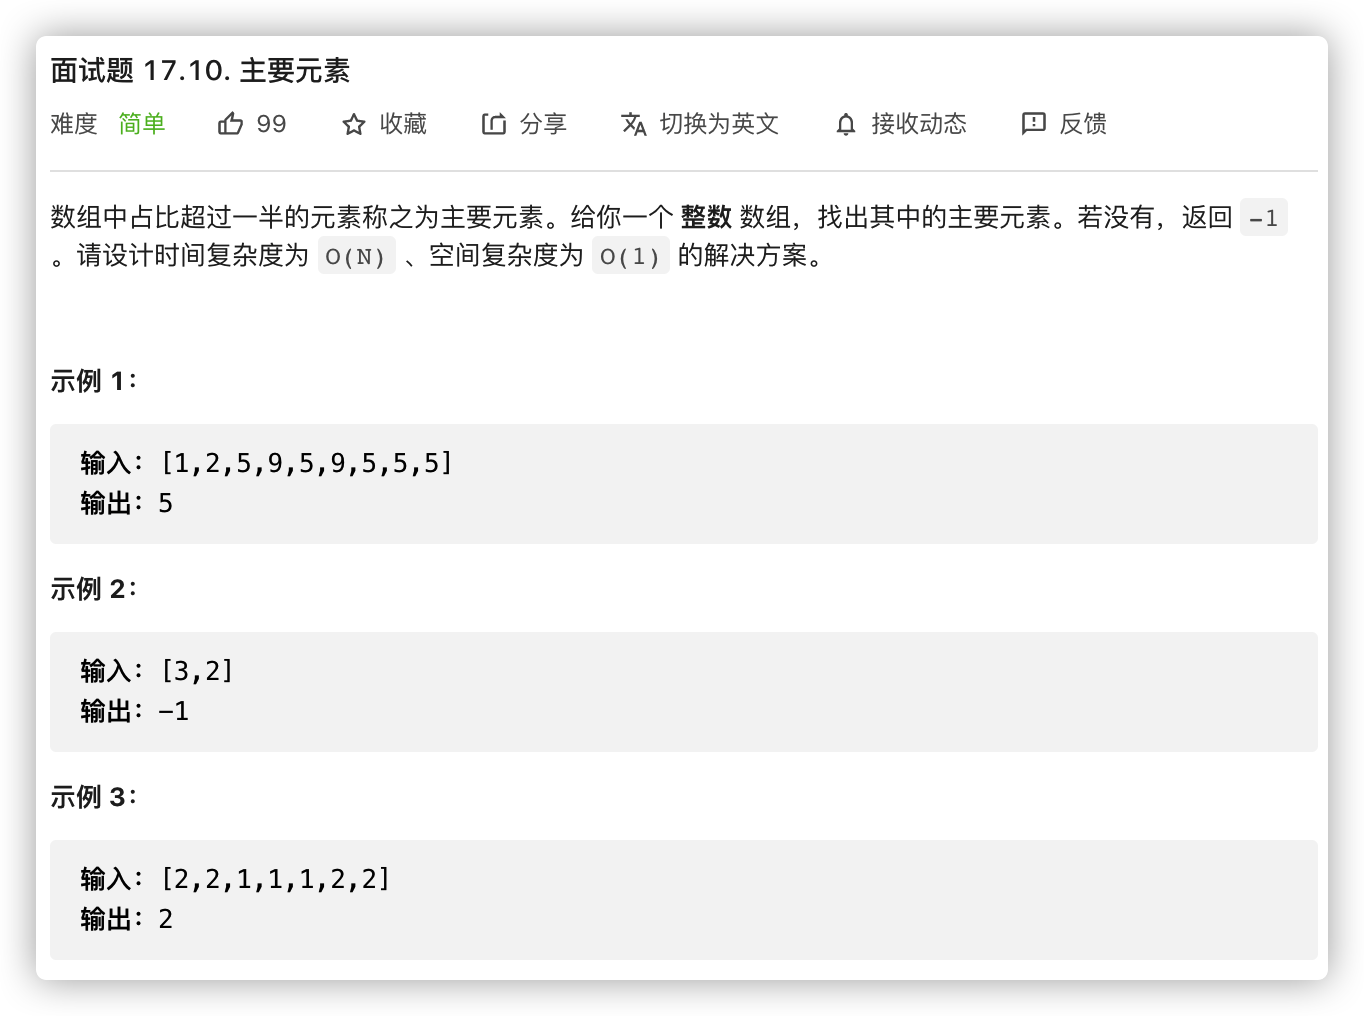 面试题 17.10. 主要元素
难度 简单 99 收藏 分享 切换为英文 接收动态 反馈
数组中占比超过一半的元素称之为主要元素。给你一个 整数 数组，找出其中的主要元素。若没有，返回 -1
。请设计时间复杂度为 O(N) 、空间复杂度为 O(1) 的解决方案。
示例 1：
输入：[1,2,5,9,5,9,5,5,5]
输出：5
示例 2：
输入：[3,2]
输出：-1
示例 3：
输入：[2,2,1,1,1,2,2]
输出：2